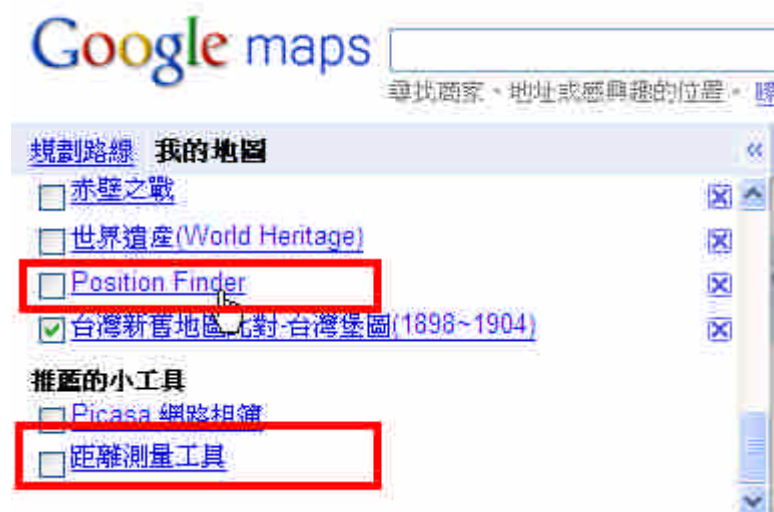 Google maps
尋找商家、地址或感興趣的位置。
規劃路線 我的地圖 «
赤壁之戰
世界遺產(World Heritage)
Position Finder
台灣新舊地圖比對-台灣堡圖(1898~1904)
推薦的小工具
Picasa 網路相簿
距離測量工具